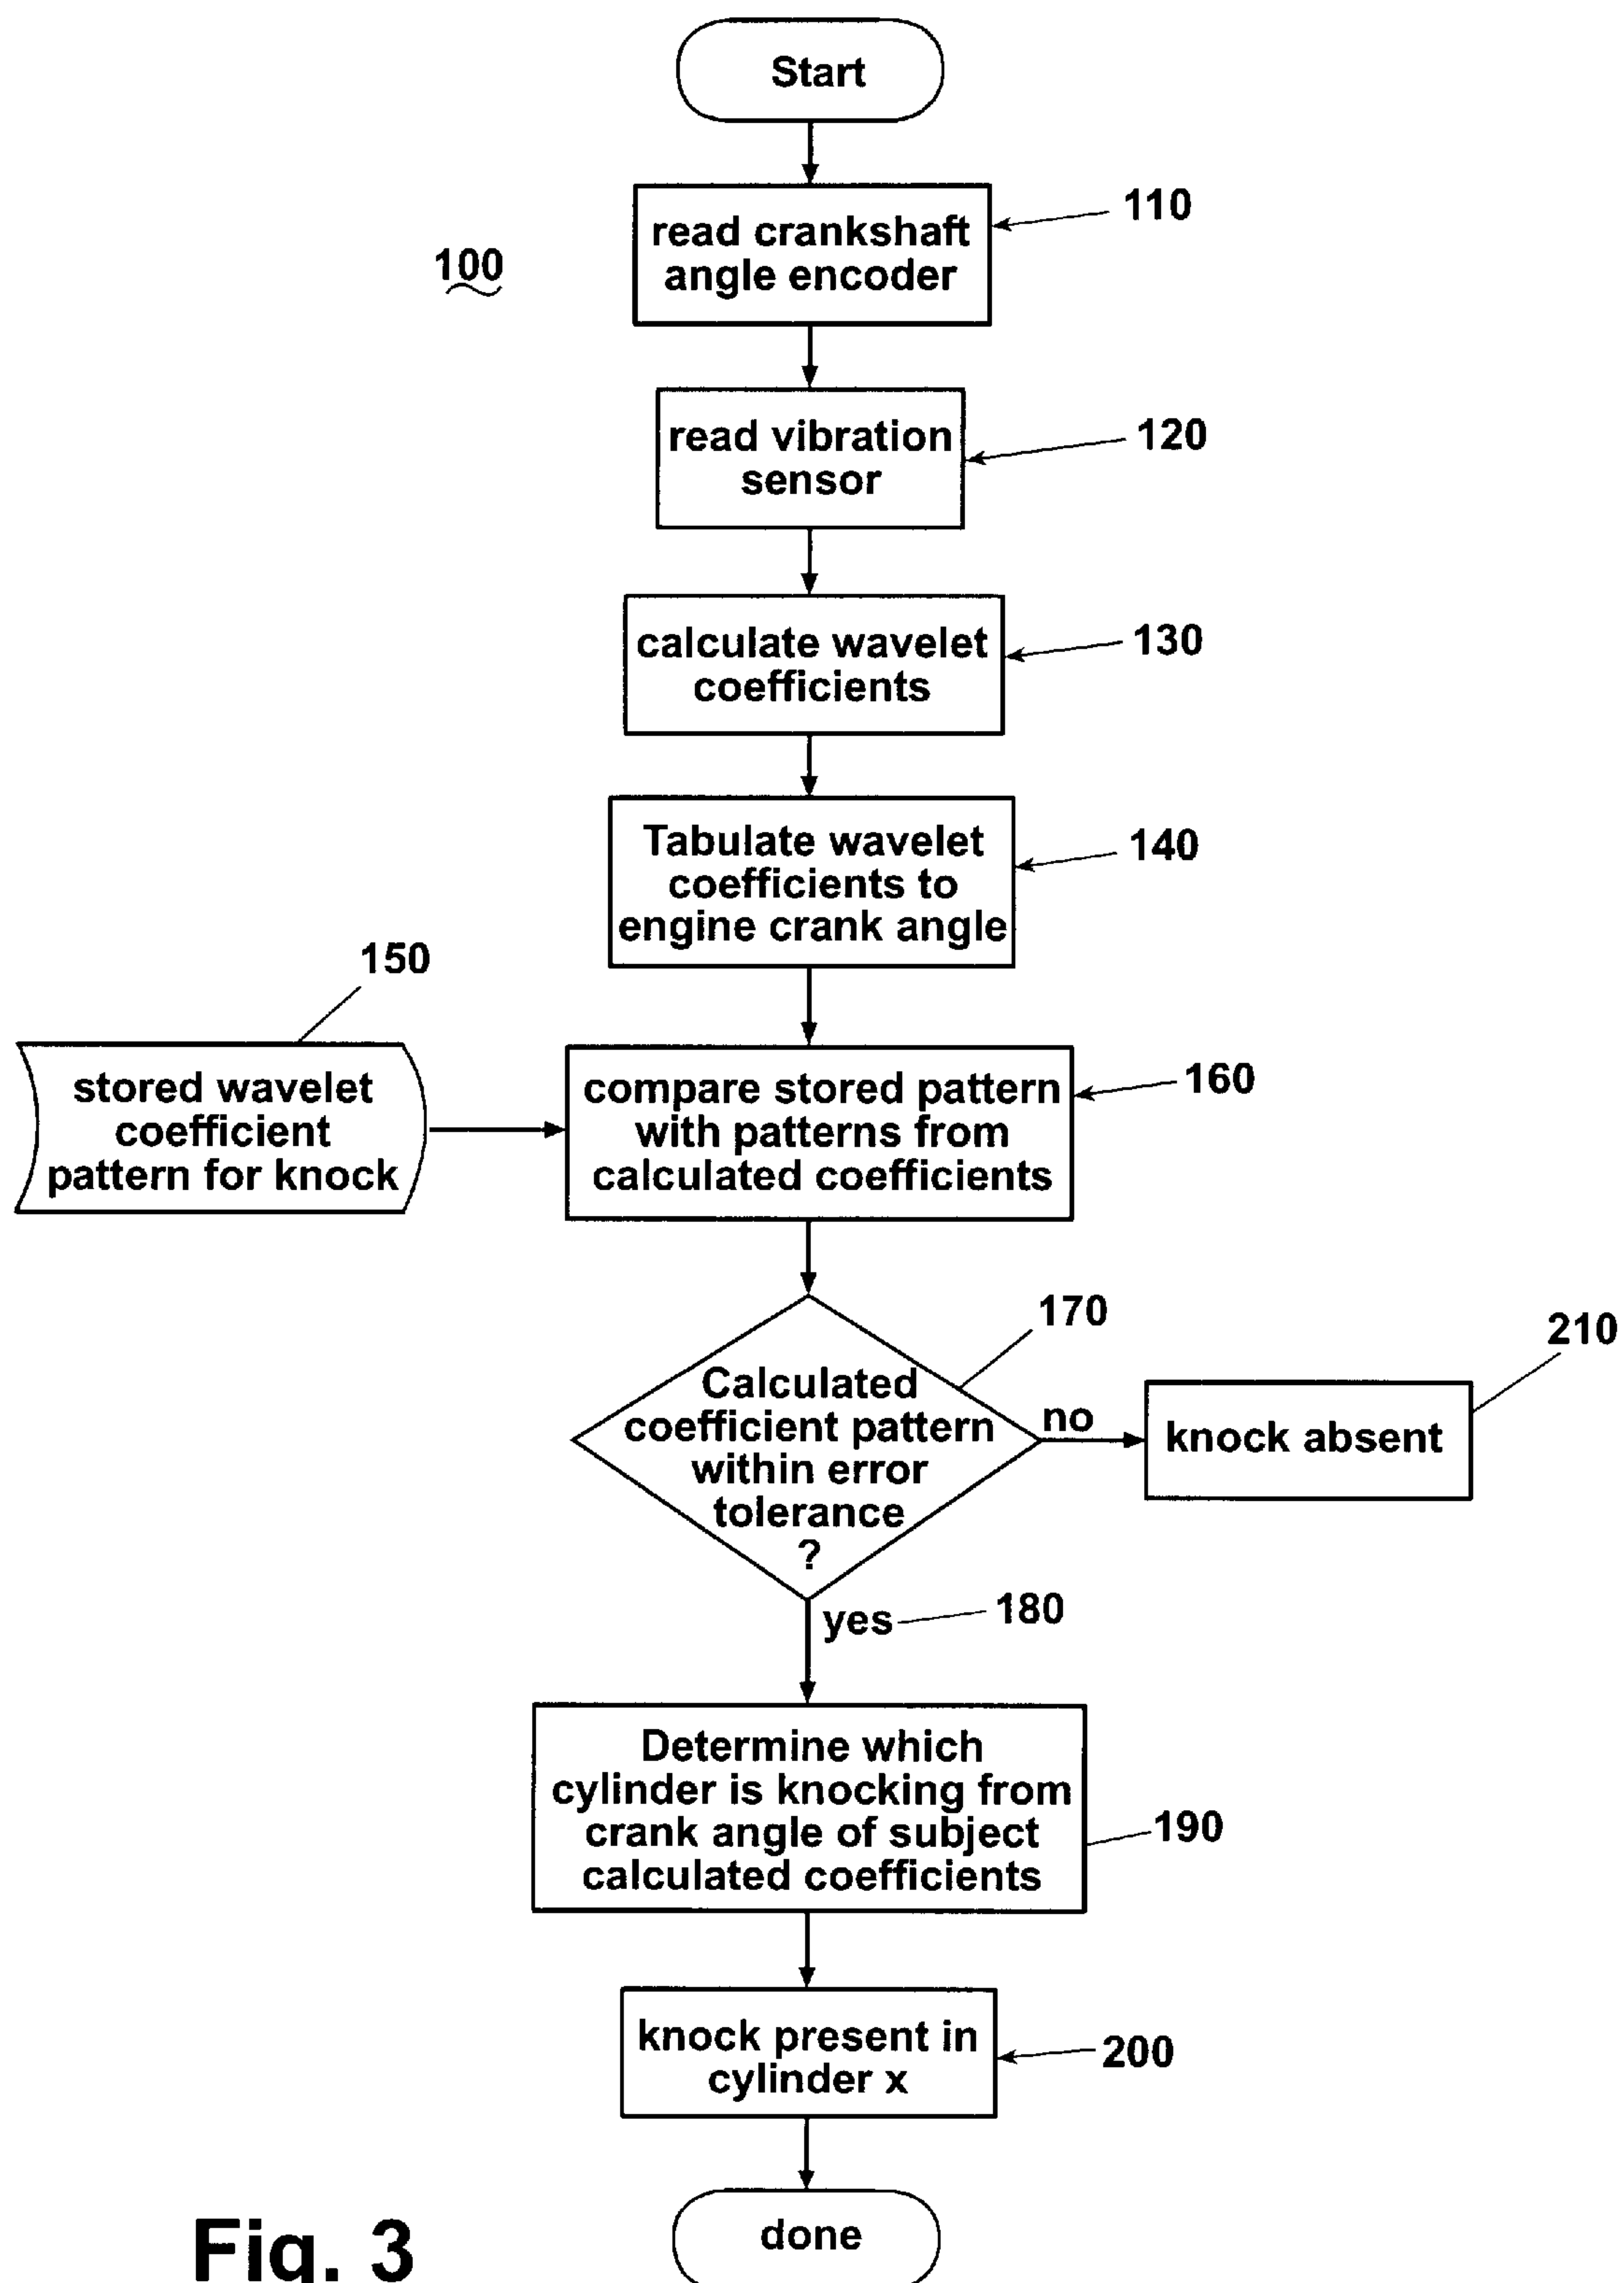 Start
read crankshaft
angle encoder
110
100
read vibration
sensor
120
calculate wavelet
coefficients
130
Tabulate wavelet
coefficients to
engine crank angle
140
150
stored wavelet
coefficient
pattern for knock
compare stored pattern
with patterns from
calculated coefficients
160
Calculated
coefficient pattern
within error
tolerance
?
170
no
knock absent
210
yes
180
Determine which
cylinder is knocking from
crank angle of subject
calculated coefficients
190
knock present in
cylinder x
200
done
Fig. 3